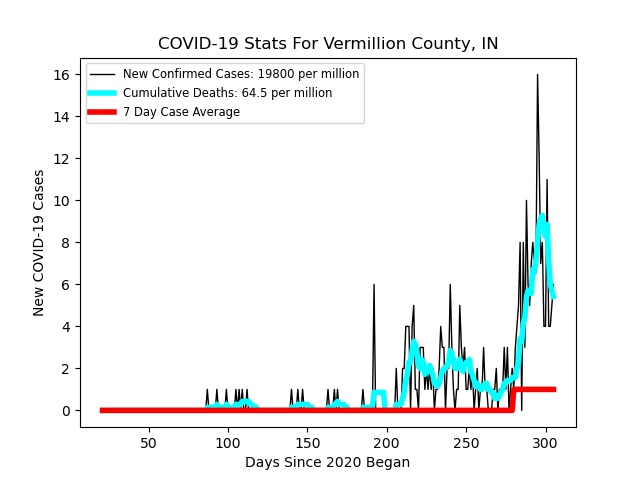 COVID-19 Stats For Vermillion County, IN
New Confirmed Cases: 19800 per million
Cumulative Deaths: 64.5 per million
7 Day Case Average
New COVID-19 Cases
16
14
12
10
8
6
4
2
0
50 100 150 200 250 300
Days Since 2020 Began